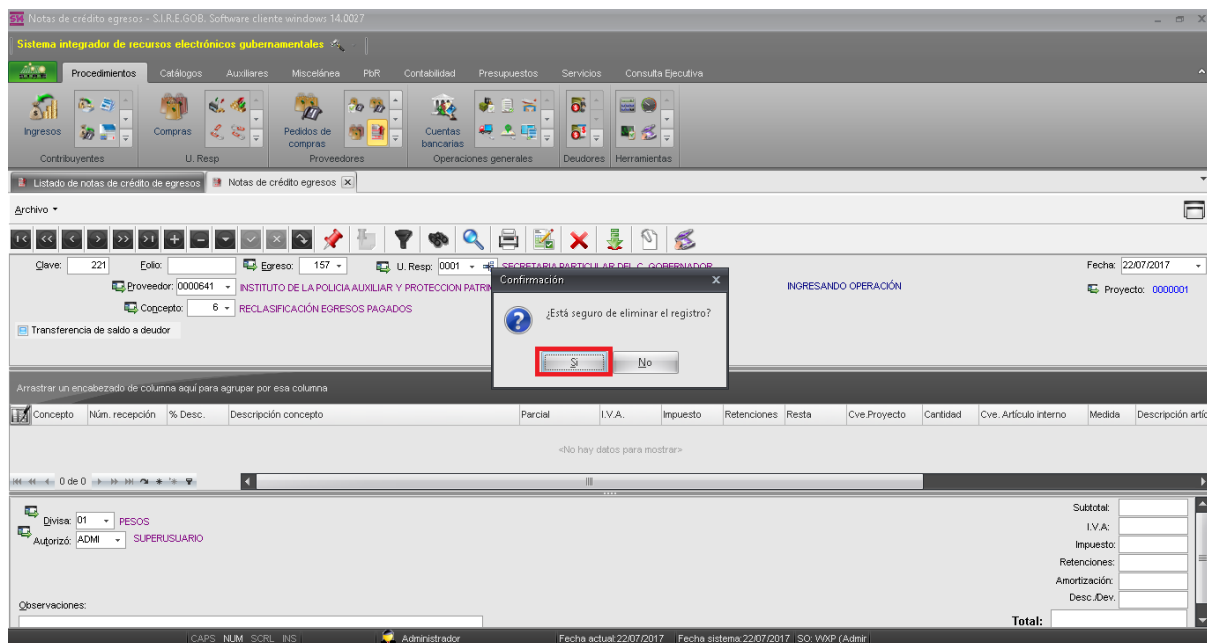 Notas de crédito egresos - S.I.R.E.GOB. Software cliente windows 14.0027
Sistema integrador de recursos electrónicos gubernamentales
Procedimientos Catálogos Auxiliares Miscelánea PbR Contabilidad Presupuestos Servicios Consulta Ejecutiva
Ingresos Compras Pedidos de compras Cuentas bancarias
Contribuyentes U. Resp Proveedores Operaciones generales Deudores Herramientas
Listado de notas de crédito de egresos Notas de crédito egresos
Archivo
Clave: 221 Folio: Egreso: 157 U. Resp: 0001 SECRETARIA PARTICULAR DEL C. GOBERNADOR Fecha: 22/07/2017
Proveedor: 0000641 INSTITUTO DE LA POLICIA AUXILIAR Y PROTECCION PATRIM INGRESANDO OPERACIÓN Proyecto: 0000001
Concepto: 6 RECLASIFICACIÓN EGRESOS PAGADOS
Transferencia de saldo a deudor
Confirmación
¿Está seguro de eliminar el registro?
Si No
Arrastrar un encabezado de columna aquí para agrupar por esa columna
Concepto Núm. recepción % Desc. Descripción concepto Parcial I.V.A. Impuesto Retenciones Resta Cve.Proyecto Cantidad Cve. Artículo interno Medida Descripción artíc
<No hay datos para mostrar>
0 de 0
Divisa: 01 PESOS
Autorizó: ADMI SUPERUSUARIO
Observaciones:
Subtotal:
I.V.A:
Impuesto:
Retenciones:
Amortización:
Desc./Dev.
Total:
CAPS NUM SCRL INS Administrador Fecha actual:22/07/2017 Fecha sistema:22/07/2017 SO: WXP (Admir